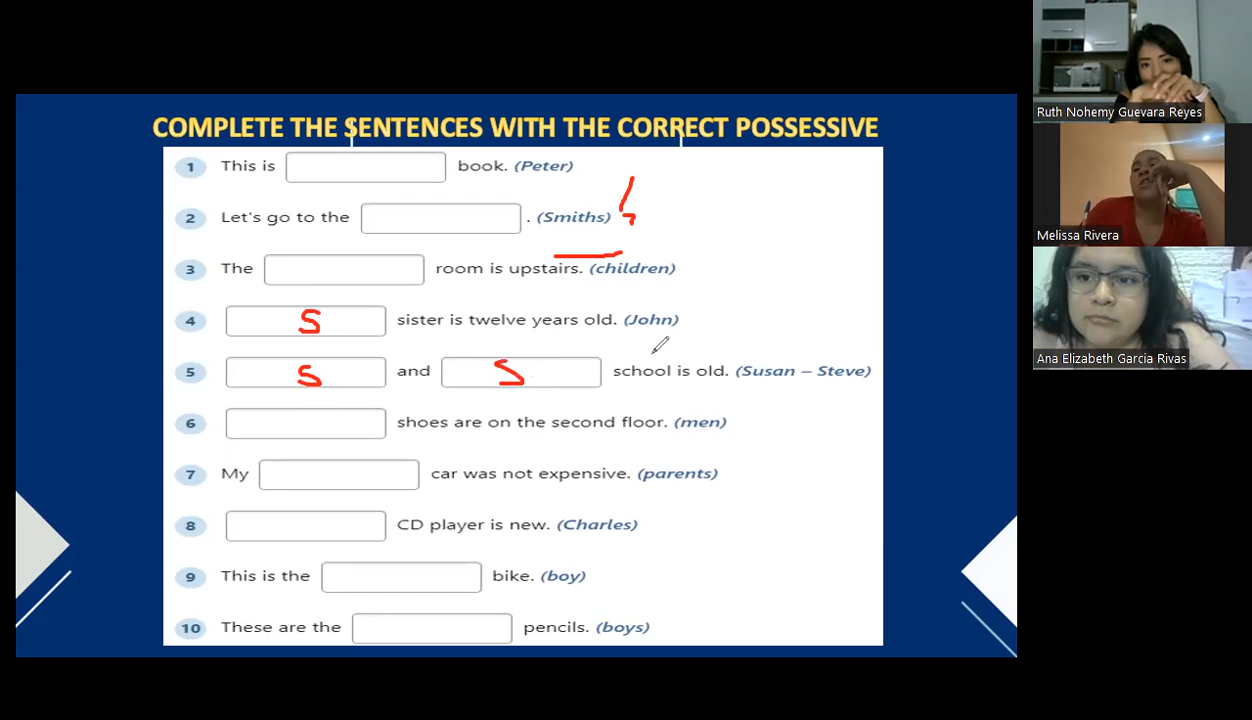 COMPLETE THE SENTENCES WITH THE CORRECT POSSESSIVE
1 This is book. (Peter)
2 Let's go to the . (Smiths)
3 The room is upstairs. (children)
4 S sister is twelve years old. (John)
5 S and S school is old. (Susan – Steve)
6 shoes are on the second floor. (men)
7 My car was not expensive. (parents)
8 CD player is new. (Charles)
9 This is the bike. (boy)
10 These are the pencils. (boys)
Ruth Nohemy Guevara Reyes
Melissa Rivera
Ana Elizabeth Garcia Rivas